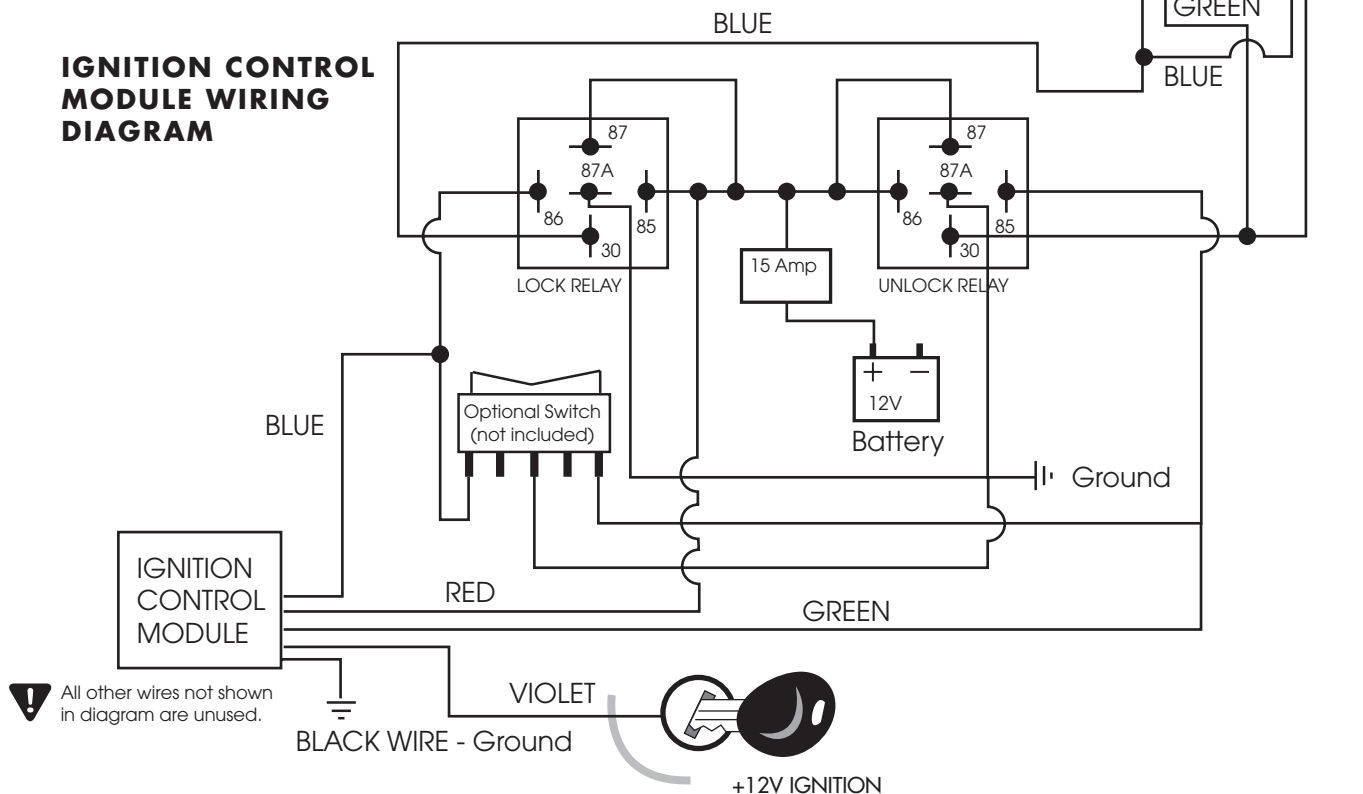 GREEN
BLUE
IGNITION CONTROL
MODULE WIRING
DIAGRAM
BLUE
87
87
87A
87A
86
85
86
85
30
30
15 Amp
LOCK RELAY
UNLOCK RELAY
+ −
12V
Battery
Optional Switch
(not included)
BLUE
Ground
IGNITION
CONTROL
MODULE
RED
GREEN
! All other wires not shown
in diagram are unused.
VIOLET
BLACK WIRE - Ground
+12V IGNITION